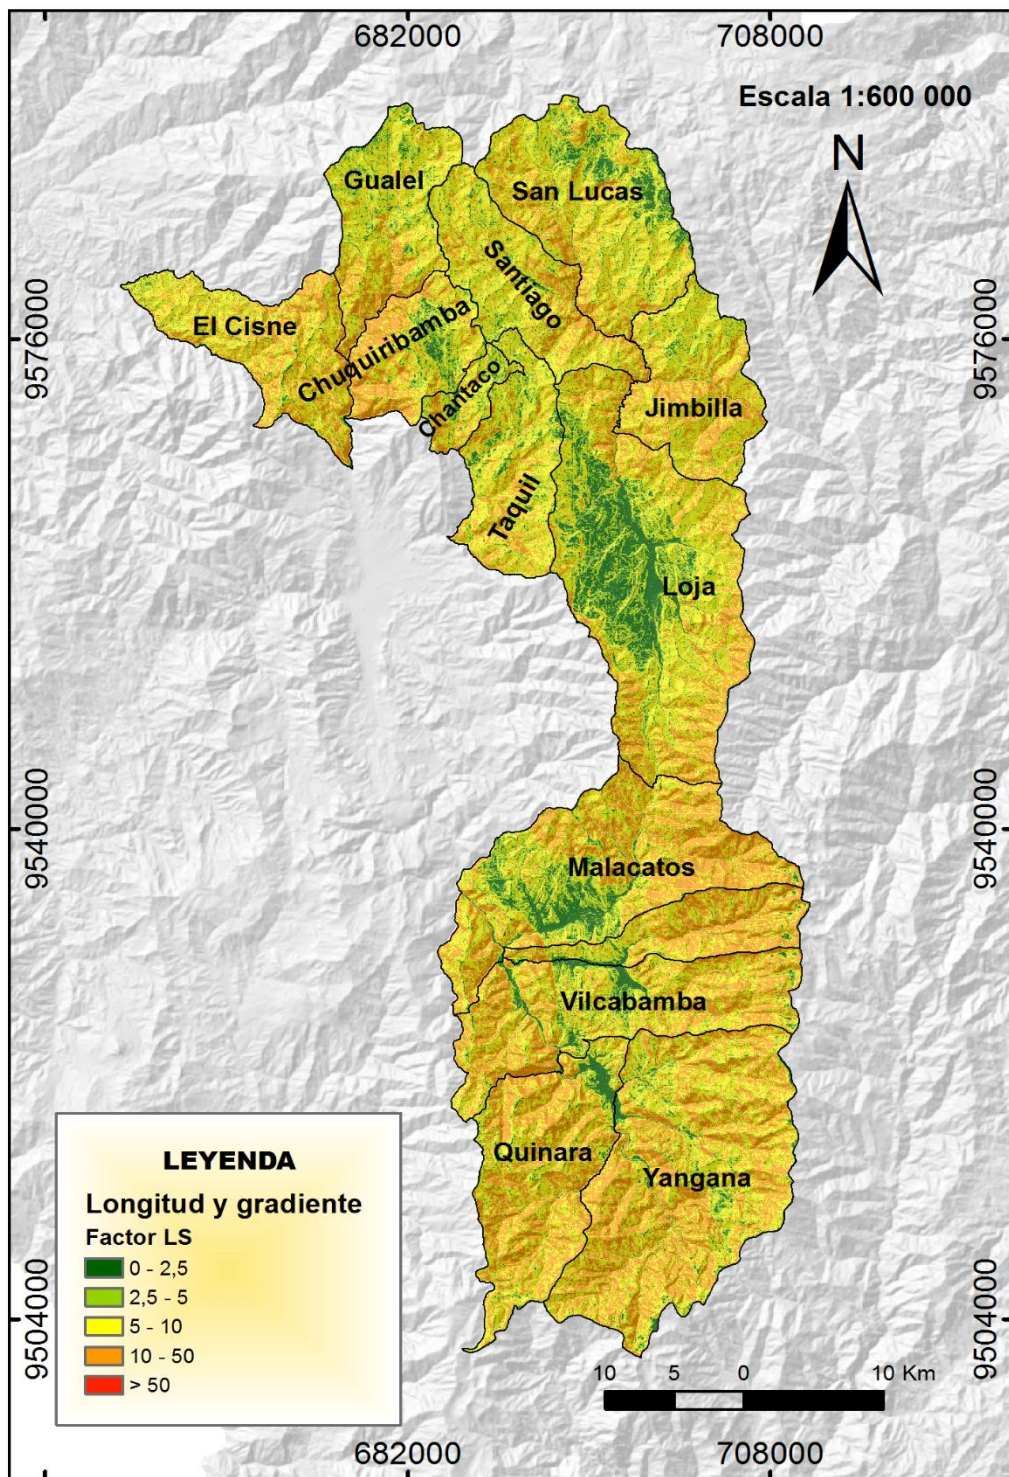 682000
708000
Escala 1:600 000
N
Gualel
San Lucas
Santiago
9576000
9576000
El Cisne
Chuquiribamba
Chantaco
Jimbilla
Taquil
Loja
9540000
9540000
Malacatos
Vilcabamba
Quinara
Yangana
LEYENDA
Longitud y gradiente
Factor LS
0 - 2,5
2,5 - 5
5 - 10
10 - 50
> 50
9504000
9504000
10 5 0 10 Km
682000
708000